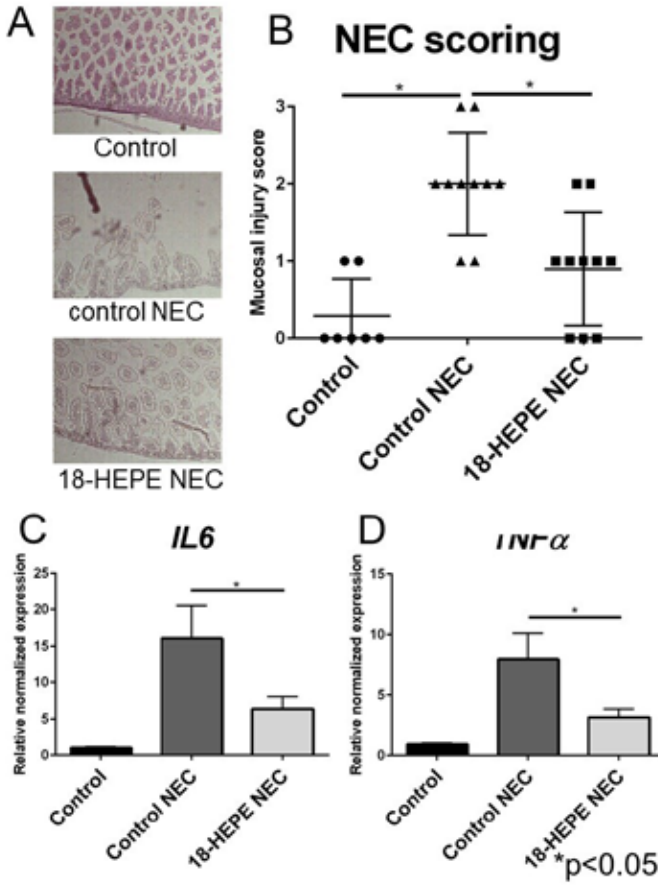 A
Control
control NEC
18-HEPE NEC
B
NEC scoring
Mucosal injury score
3
2
1
0
*
*
Control
Control NEC
18-HEPE NEC
C
IL6
Relative normalized expression
25
20
15
10
5
0
*
Control
Control NEC
18-HEPE NEC
D
TNFα
Relative normalized expression
15
10
5
0
*
Control
Control NEC
18-HEPE NEC
*p<0.05